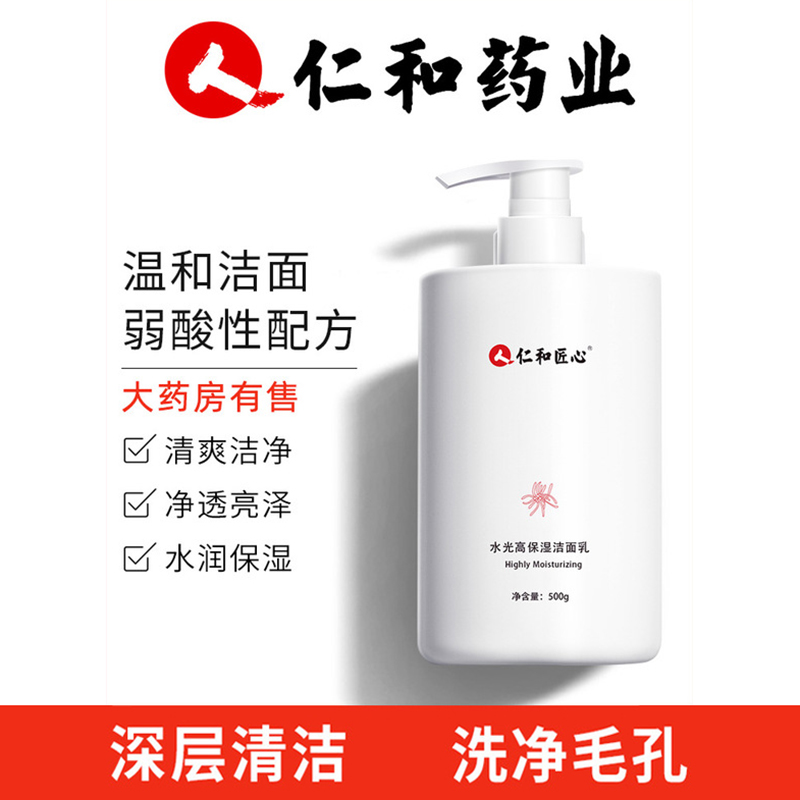 人 仁和药业
温和洁面
弱酸性配方
大药房有售
清爽洁净
净透亮泽
水润保湿
人 仁和匠心®
水光高保湿洁面乳
Highly Moisturizing
净含量：500g
深层清洁 洗净毛孔